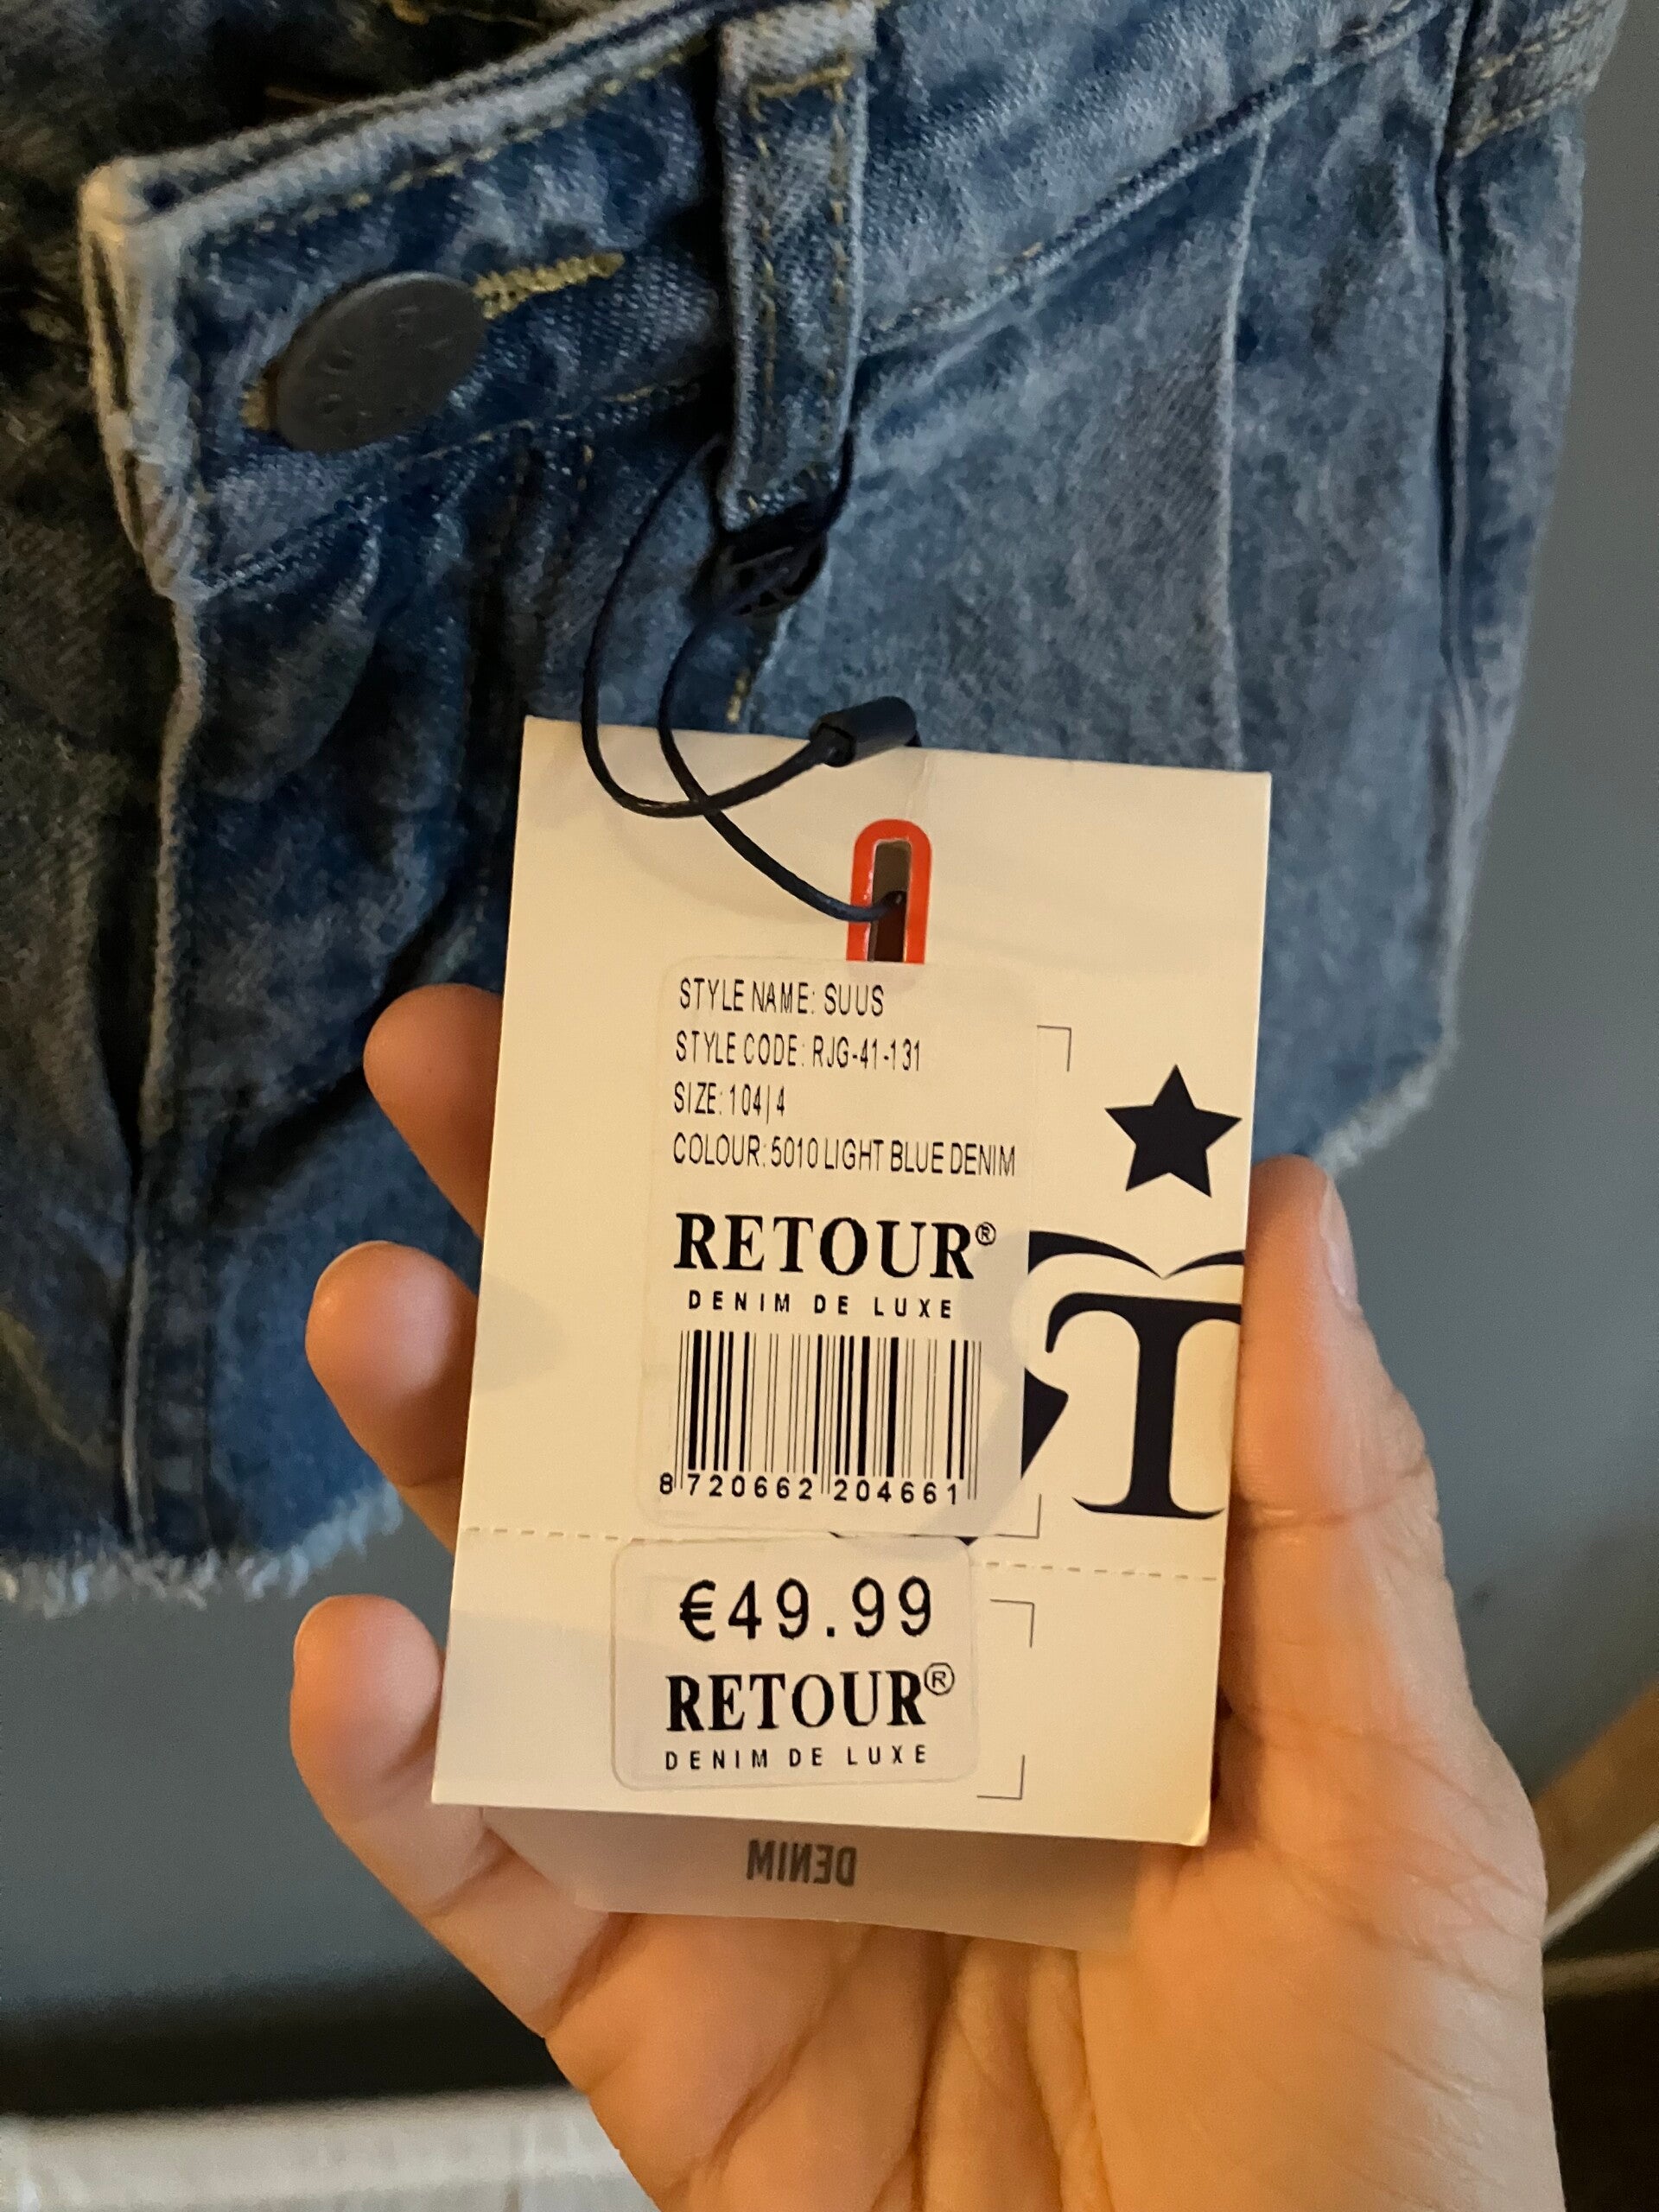 STYLE NAME: SUUS
STYLE CODE: RJG-41-131
SIZE: 104|4
COLOUR: 5010 LIGHT BLUE DENIM
RETOUR®
DENIM DE LUXE
8 720662 204661
€49.99
RETOUR®
DENIM DE LUXE
DENIM